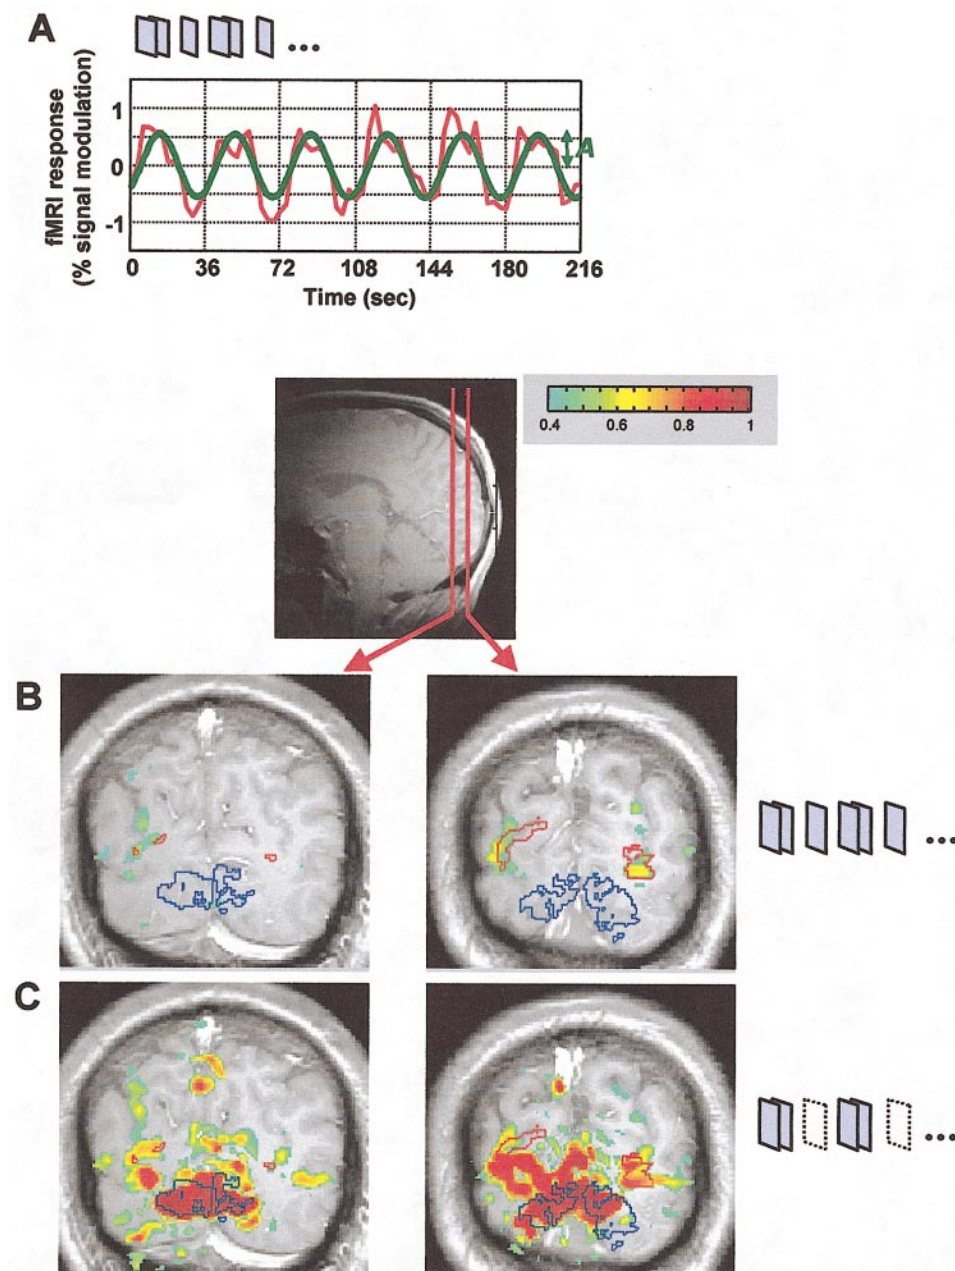 A
fMRI response
(% signal modulation)
1
0
-1
A
0 36 72 108 144 180 216
Time (sec)
0.4 0.6 0.8 1
B
C